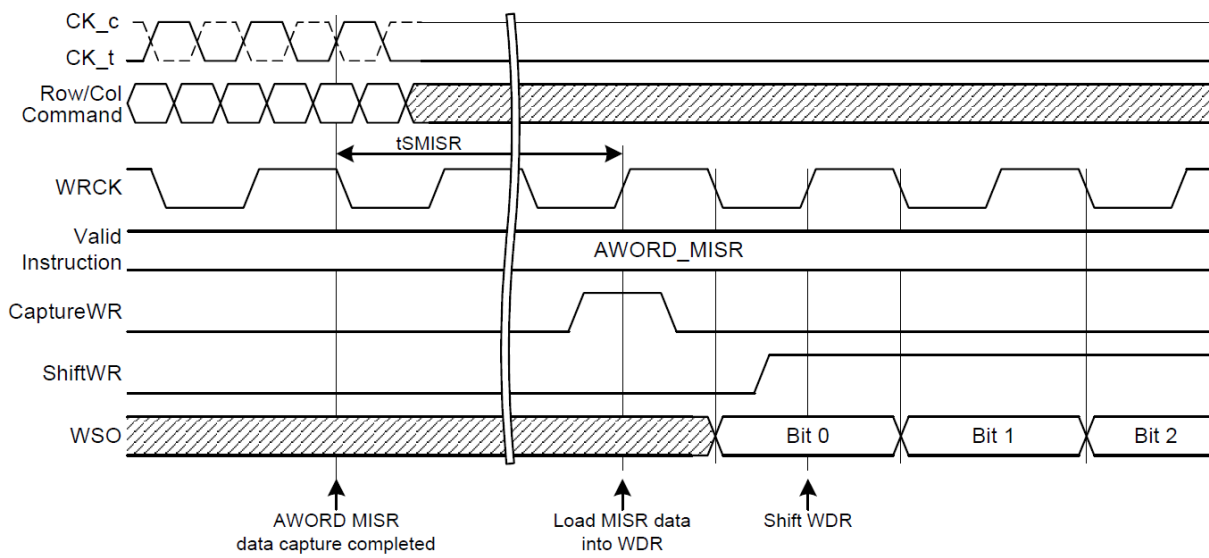 CK_c
CK_t
Row/Col
Command
tSMISR
WRCK
Valid
Instruction
AWORD_MISR
CaptureWR
ShiftWR
WSO
Bit 0
Bit 1
Bit 2
AWORD MISR
data capture completed
Load MISR data
into WDR
Shift WDR